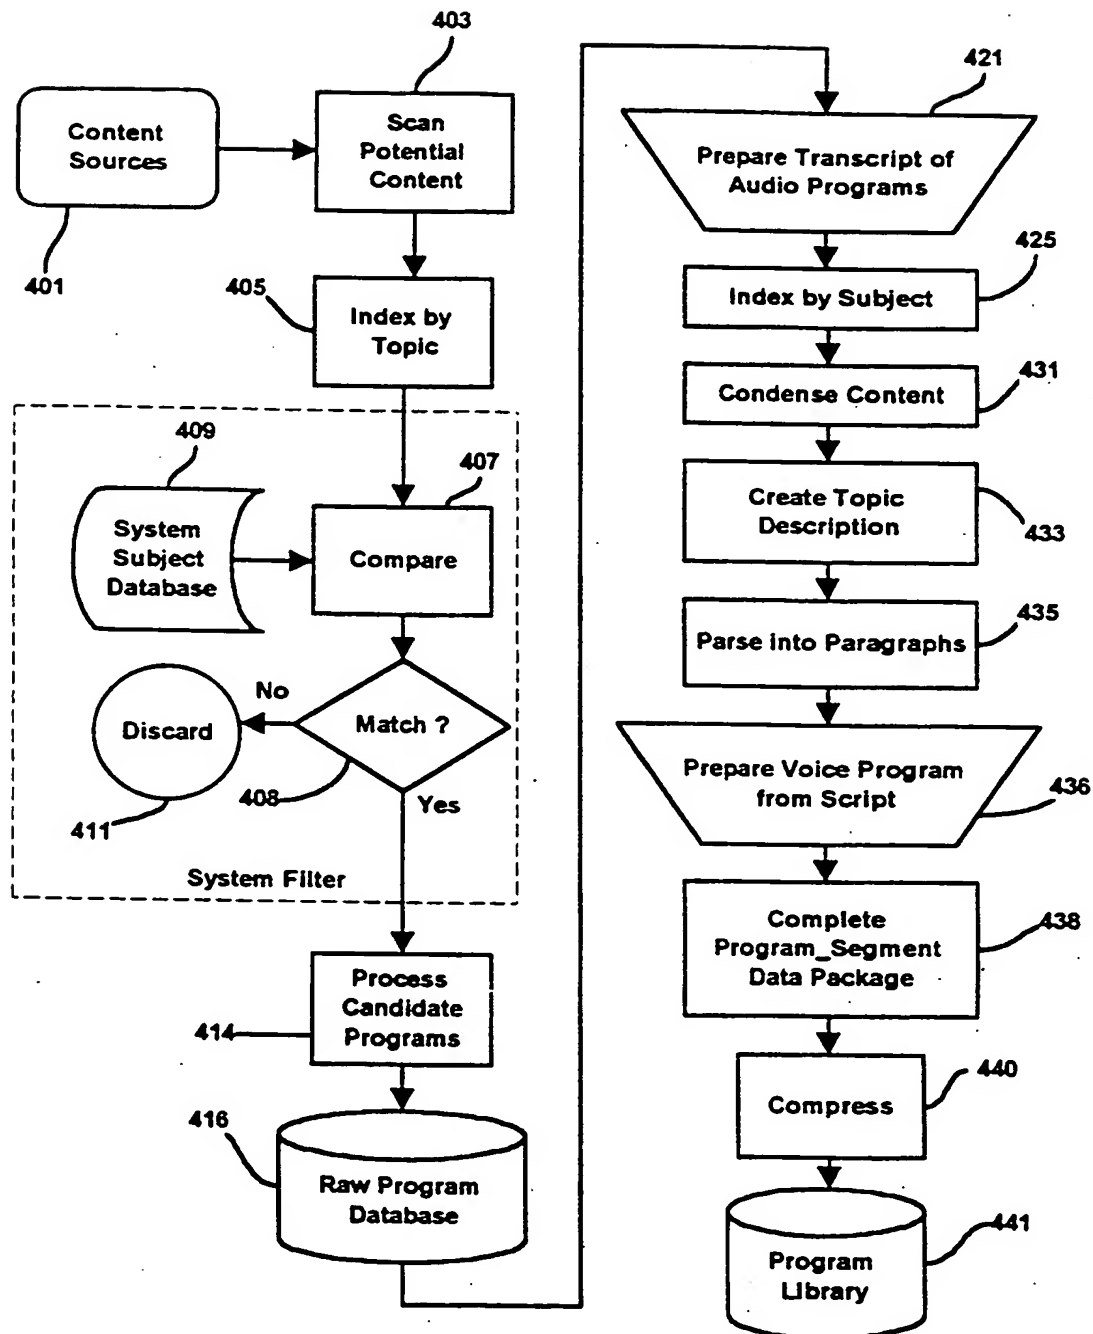 403
Content
Sources
Scan
Potential
Content
401
405
Index by
Topic
409
407
System
Subject
Database
Compare
No
Discard
Match ?
408
Yes
411
System Filter
Process
Candidate
Programs
414
416
Raw Program
Database
421
Prepare Transcript of
Audio Programs
425
Index by Subject
431
Condense Content
Create Topic
Description
433
435
Parse into Paragraphs
Prepare Voice Program
from Script
436
Complete
Program_Segment
Data Package
438
440
Compress
441
Program
Library